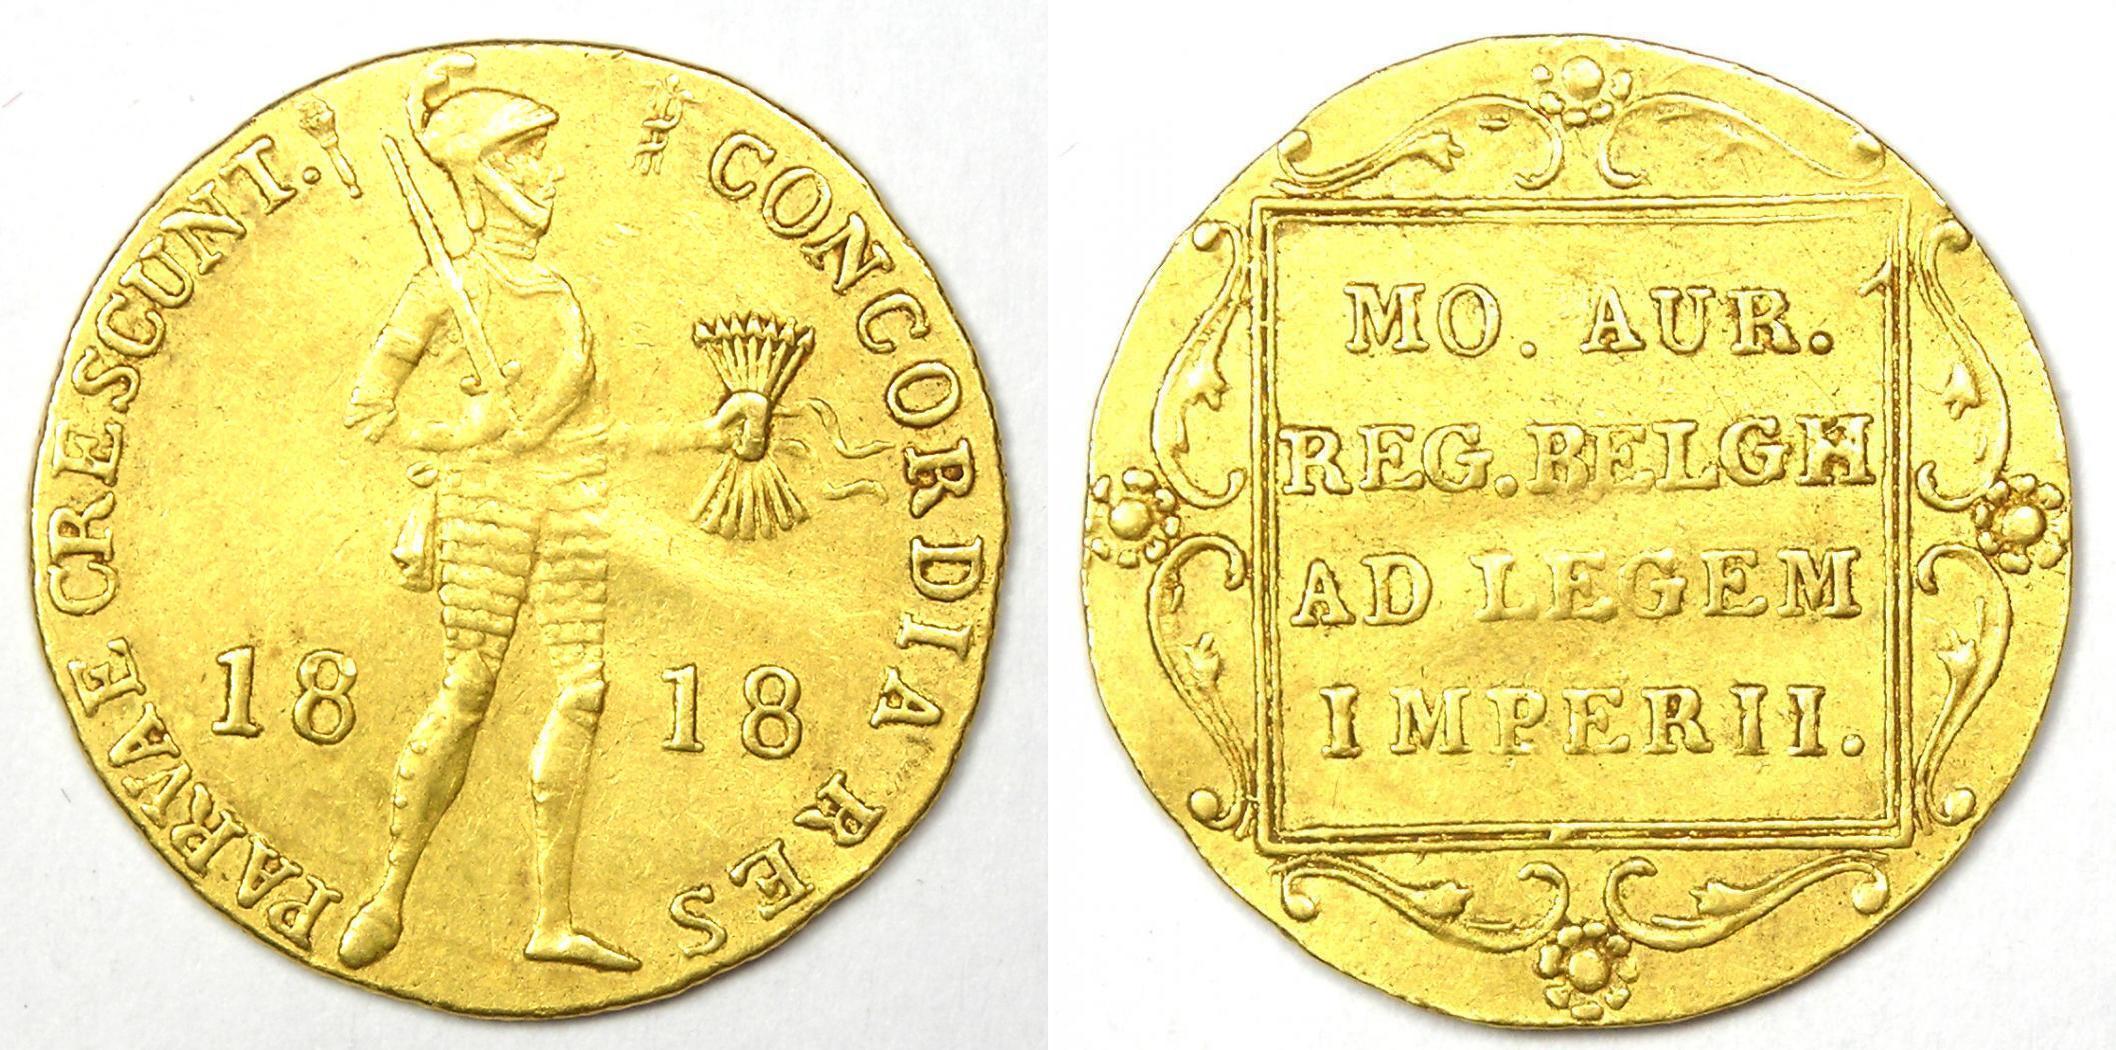 CONCORDIA RES
PARVAE CRESCUNT.
18 18
MO. AUR.
REG. BELGH
AD LEGEM
IMPERII.